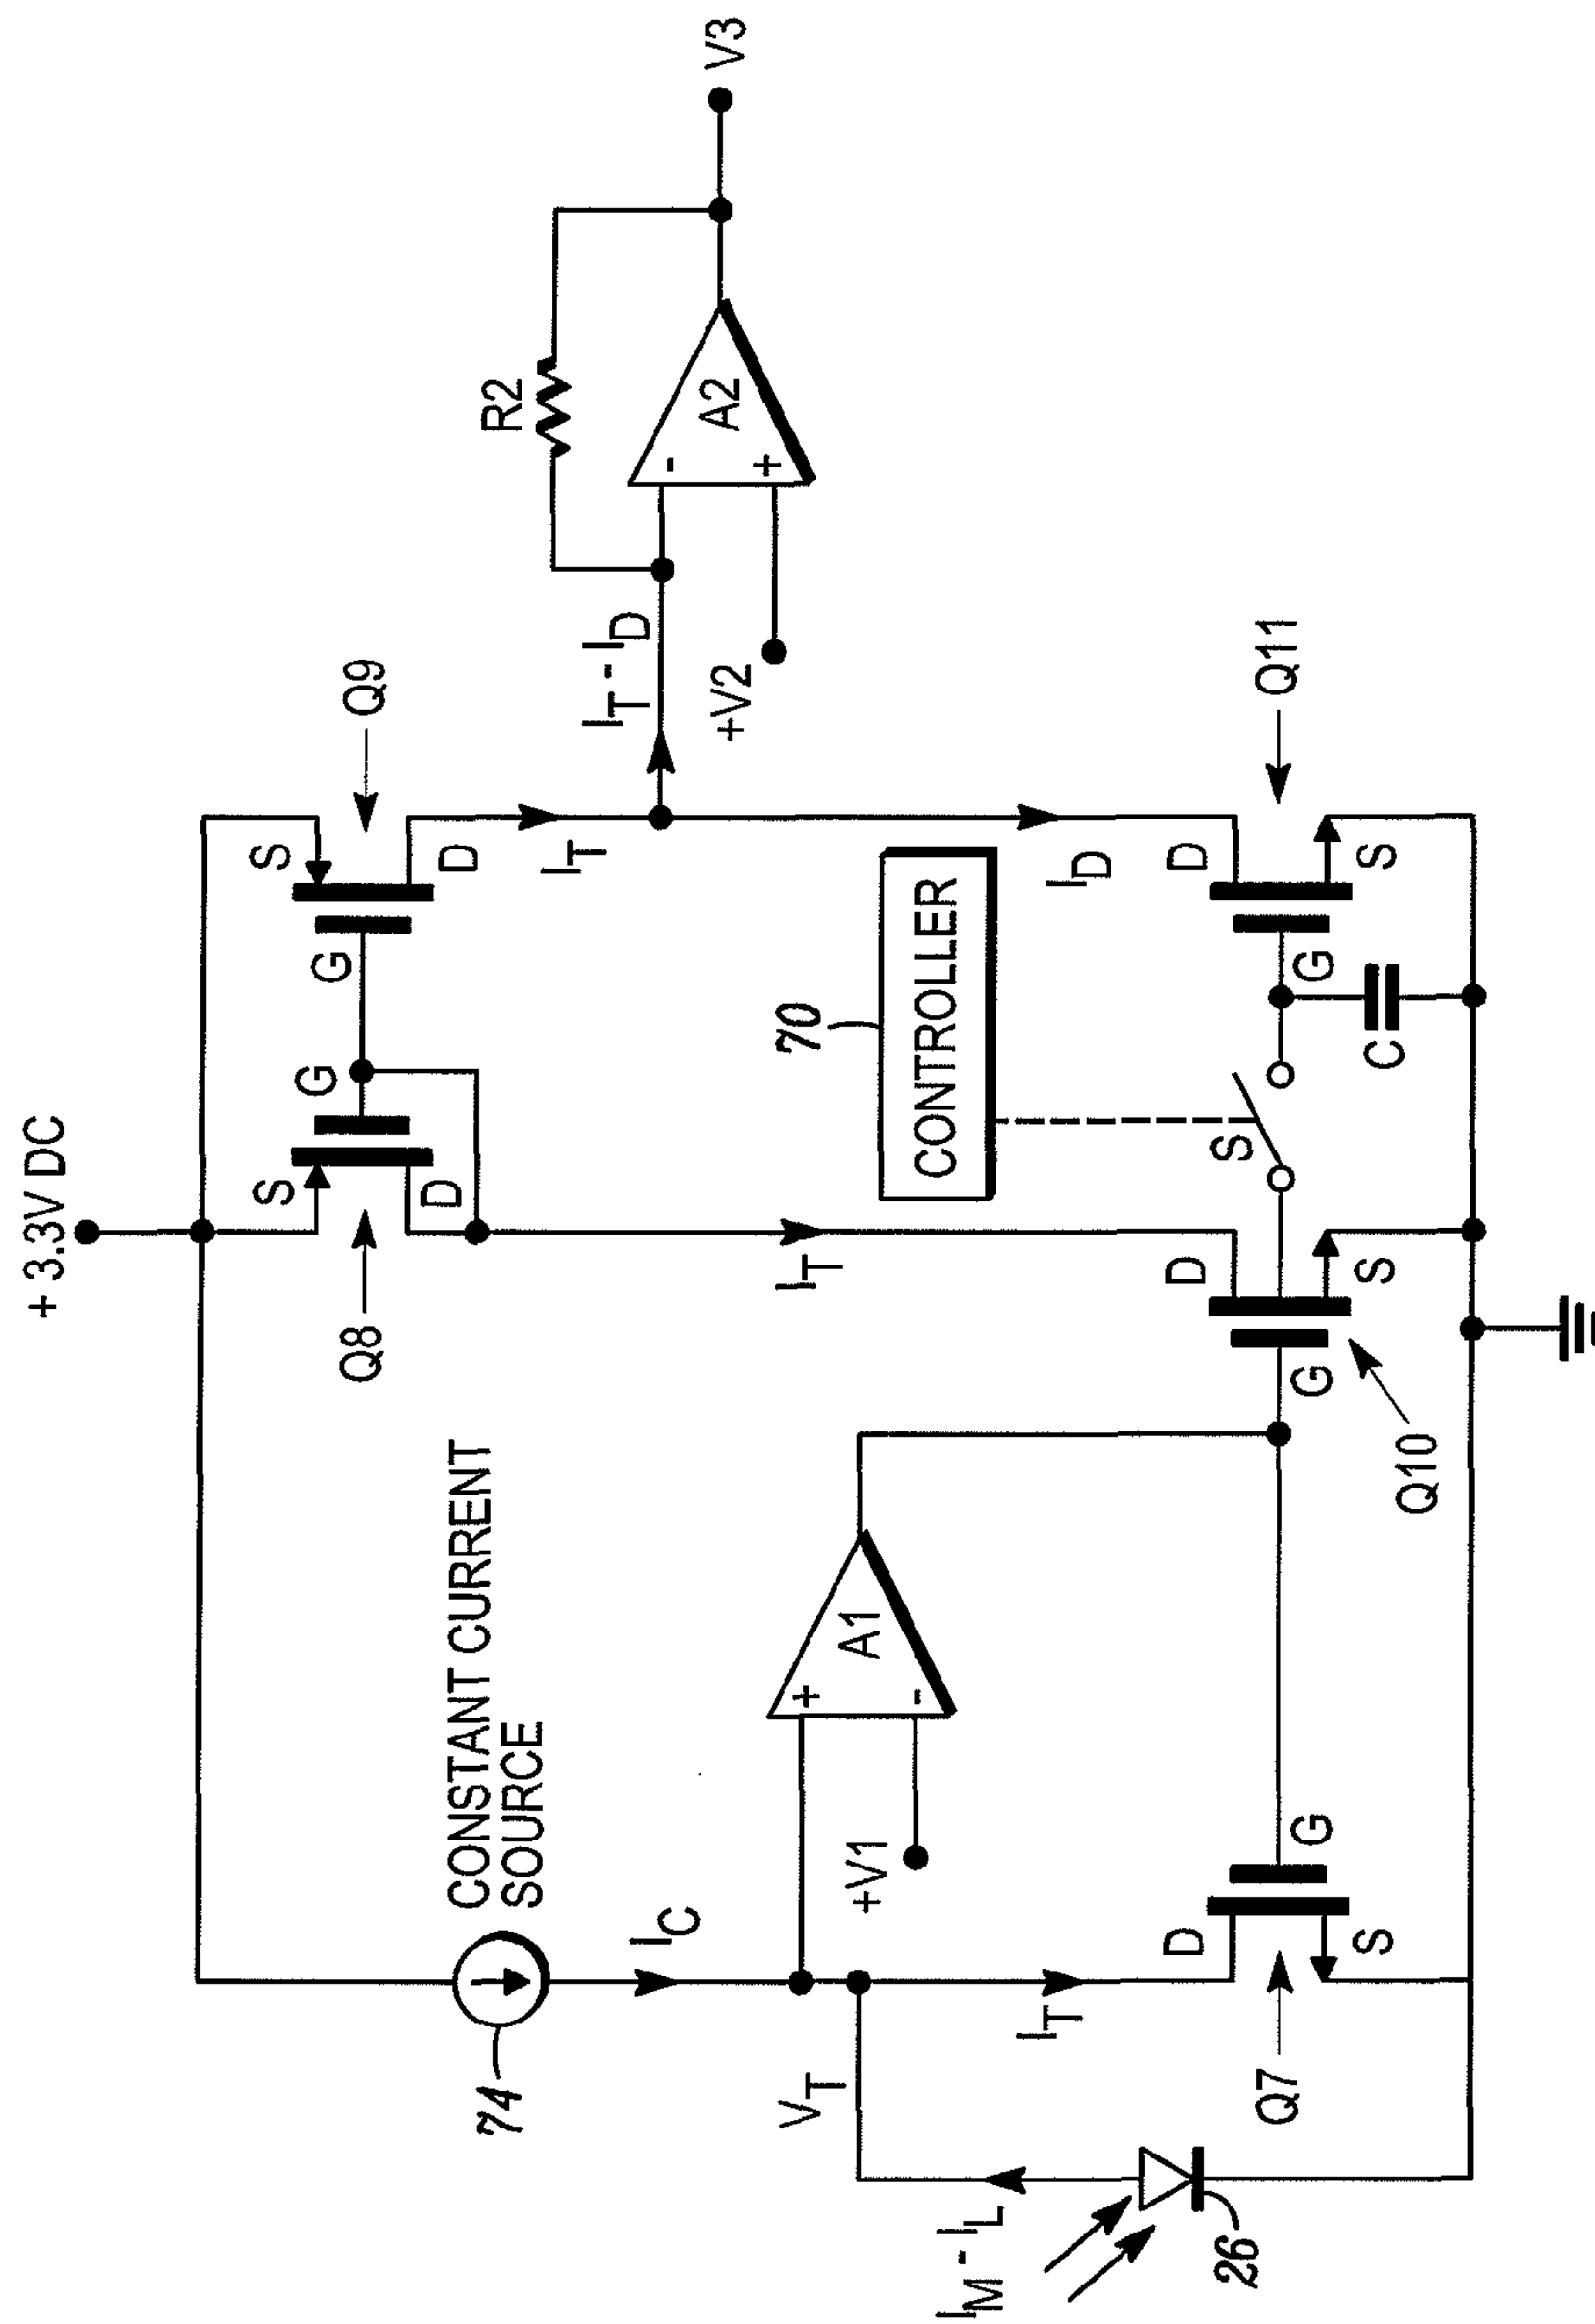 + 3.3V DC
CONSTANT CURRENT
SOURCE
74
I_C
Q8
S
G
D
Q9
S
G
D
I_T
I_T
I_T - I_D
R2
A2
-
+
+V2
V3
V_T
I_M - I_L
26
I_T
A1
+
-
+V1
CONTROLLER
70
S
I_D
Q7
D
G
S
Q10
D
G
S
Q11
D
G
S
C